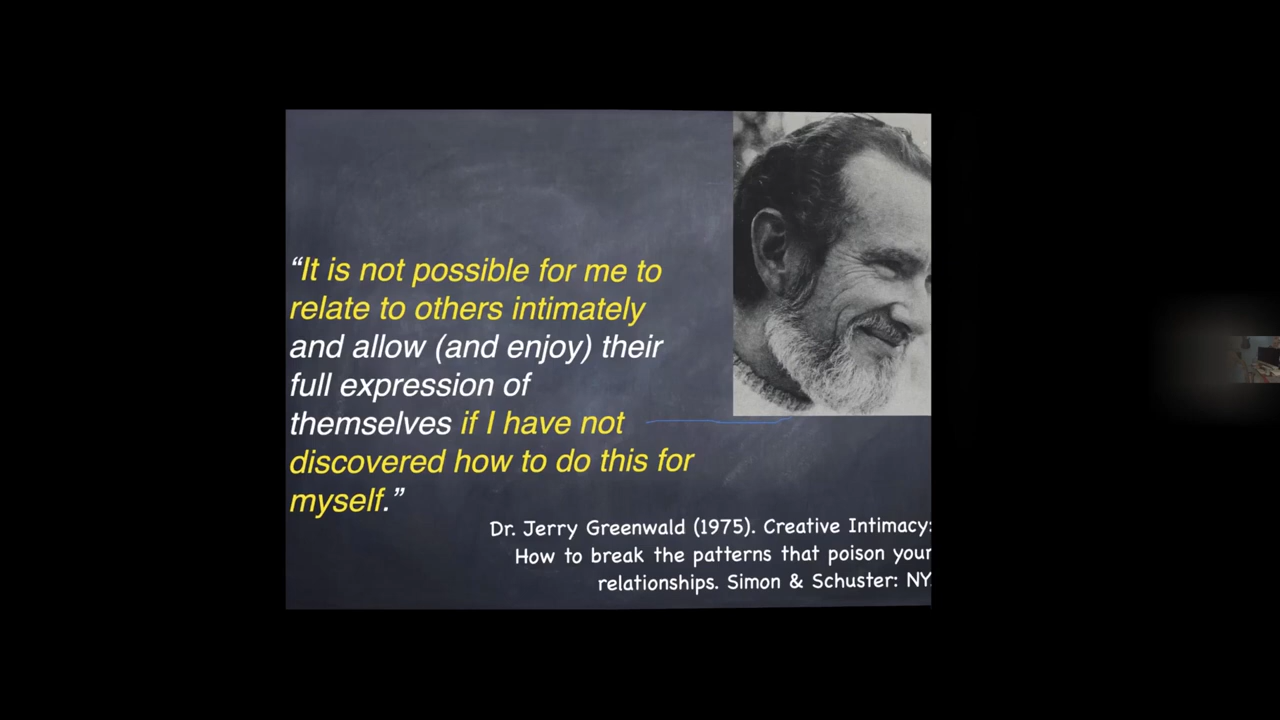 “It is not possible for me to
relate to others intimately
and allow (and enjoy) their
full expression of
themselves if I have not
discovered how to do this for
myself.”
Dr. Jerry Greenwald (1975). Creative Intimacy:
How to break the patterns that poison your
relationships. Simon & Schuster: NY.